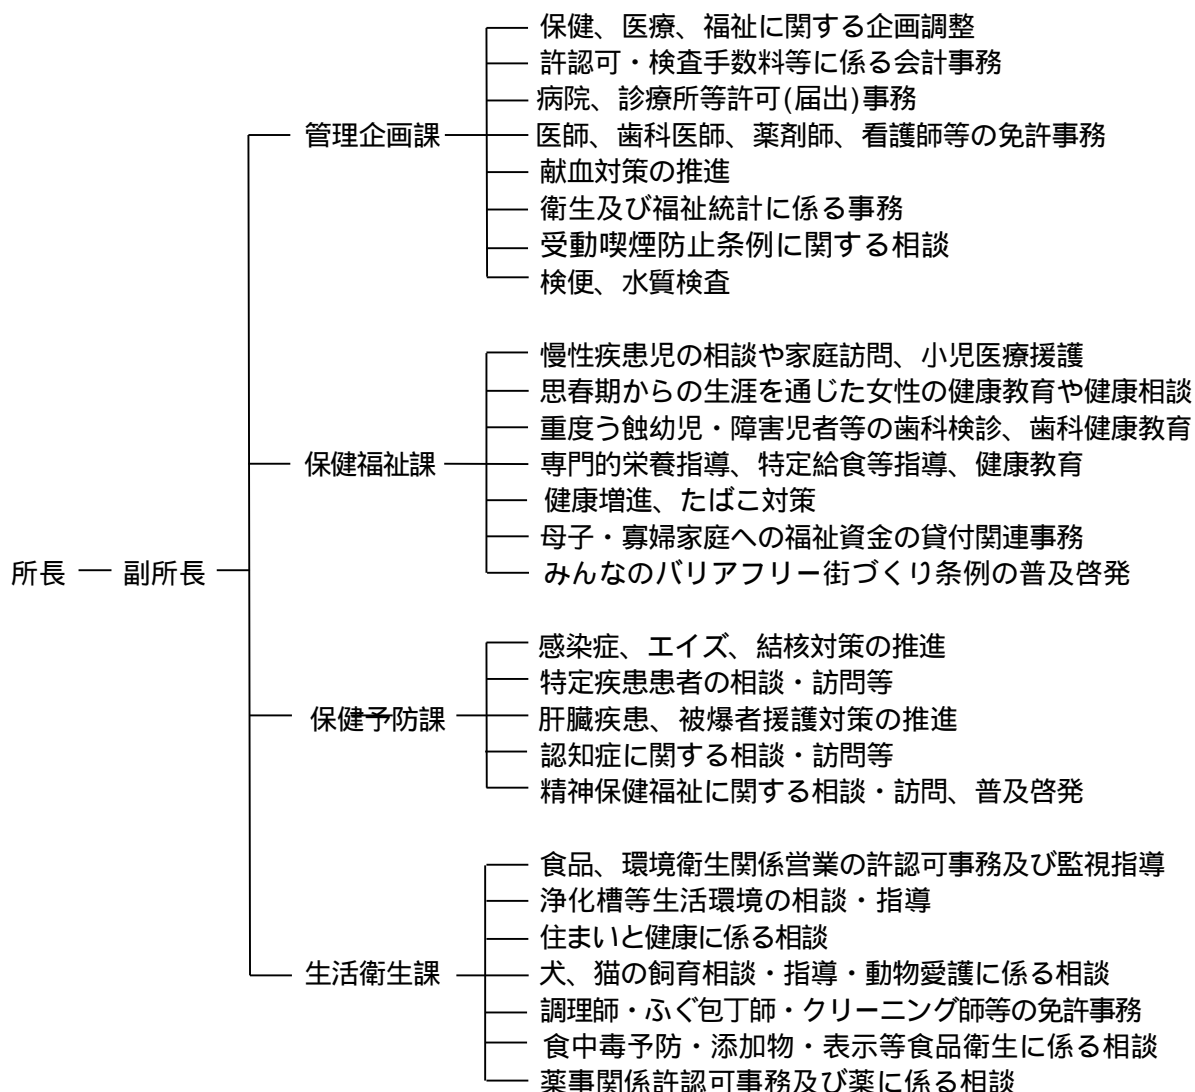 保健、医療、福祉に関する企画調整
許認可・検査手数料等に係る会計事務
病院、診療所等許可(届出)事務
管理企画課
医師、歯科医師、薬剤師、看護師等の免許事務
献血対策の推進
衛生及び福祉統計に係る事務
受動喫煙防止条例に関する相談
検便、水質検査
慢性疾患児の相談や家庭訪問、小児医療援護
思春期からの生涯を通じた女性の健康教育や健康相談
重度う蝕幼児・障害児者等の歯科検診、歯科健康教育
保健福祉課
専門的栄養指導、特定給食等指導、健康教育
健康増進、たばこ対策
母子・寡婦家庭への福祉資金の貸付関連事務
所長
副所長
みんなのバリアフリー街づくり条例の普及啓発
感染症、エイズ、結核対策の推進
特定疾患患者の相談・訪問等
保健予防課
肝臓疾患、被爆者援護対策の推進
認知症に関する相談・訪問等
精神保健福祉に関する相談・訪問、普及啓発
食品、環境衛生関係営業の許認可事務及び監視指導
浄化槽等生活環境の相談・指導
住まいと健康に係る相談
生活衛生課
犬、猫の飼育相談・指導・動物愛護に係る相談
調理師・ふぐ包丁師・クリーニング師等の免許事務
食中毒予防・添加物・表示等食品衛生に係る相談
薬事関係許認可事務及び薬に係る相談